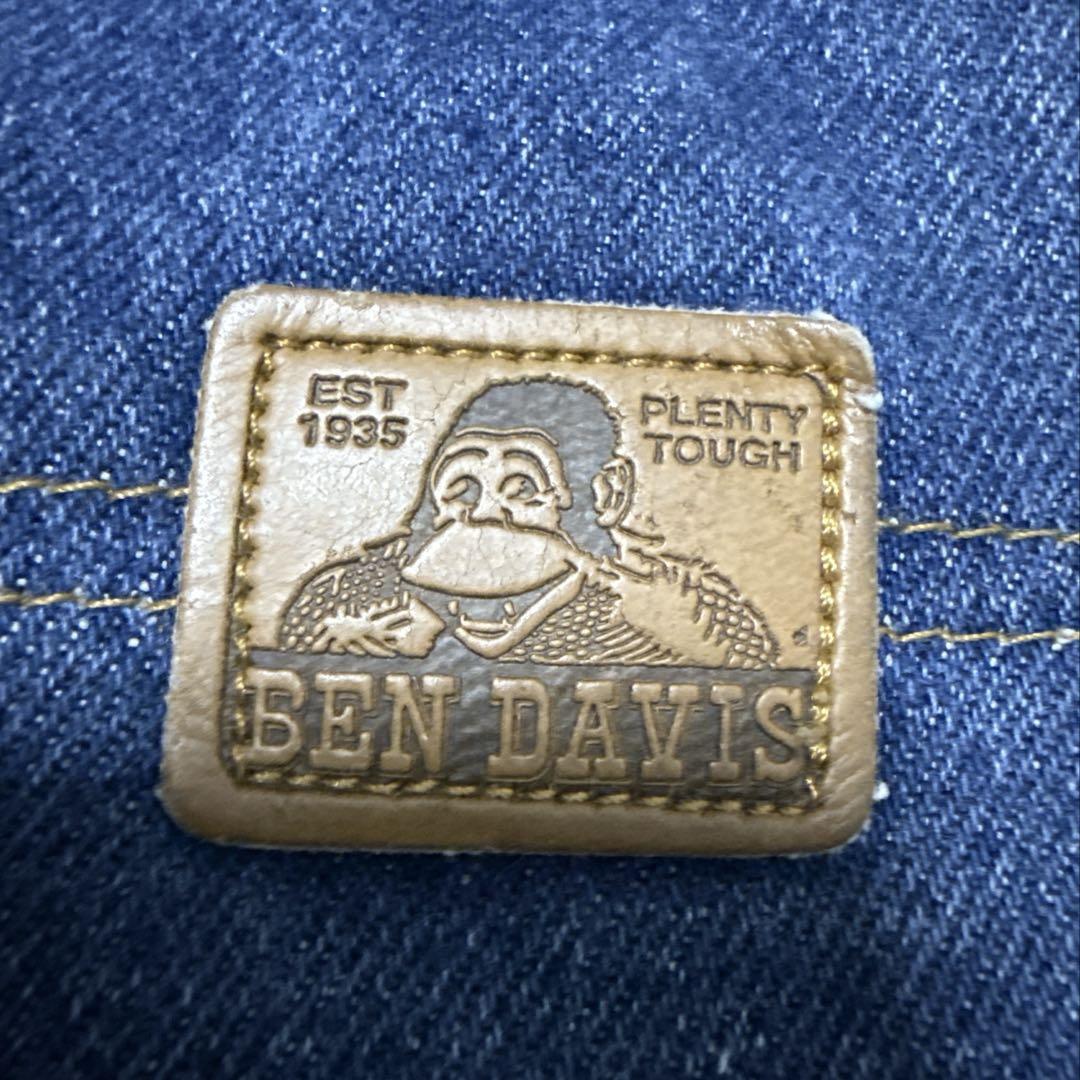 EST
1935
PLENTY
TOUGH
BEN DAVIS